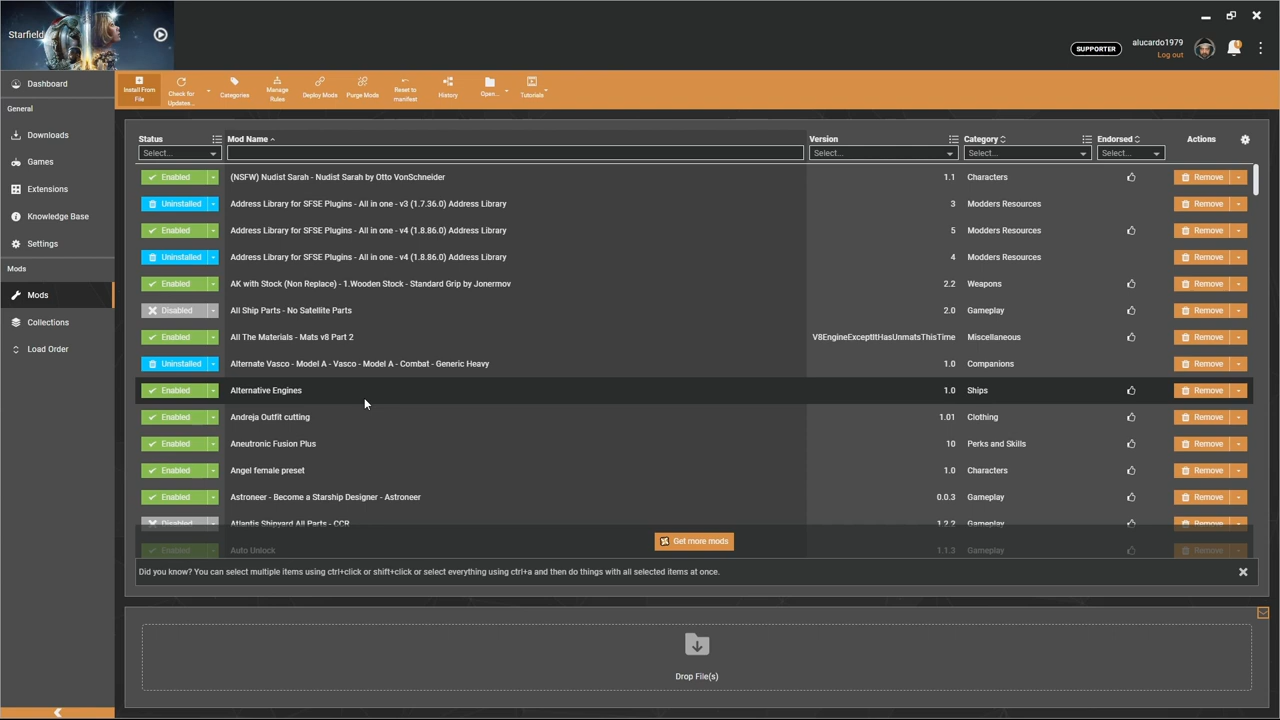 Starfield
SUPPORTER
alucardo1979
Log out
Dashboard
General
Downloads
Games
Extensions
Knowledge Base
Settings
Mods
Mods
Collections
Load Order
Install From
File
Check for
Updates...
Categories
Manage
Rules
Deploy Mods
Purge Mods
Reset to
manifest
History
Open...
Tutorials
Status Mod Name Version Category Endorsed Actions
Select... Select... Select... Select...
Enabled (NSFW) Nudist Sarah - Nudist Sarah by Otto VonSchneider 1.1 Characters Remove
Uninstalled Address Library for SFSE Plugins - All in one - v3 (1.7.36.0) Address Library 3 Modders Resources Remove
Enabled Address Library for SFSE Plugins - All in one - v4 (1.8.86.0) Address Library 5 Modders Resources Remove
Uninstalled Address Library for SFSE Plugins - All in one - v4 (1.8.86.0) Address Library 4 Modders Resources Remove
Enabled AK with Stock (Non Replace) - 1.Wooden Stock - Standard Grip by Jonermov 2.2 Weapons Remove
Disabled All Ship Parts - No Satellite Parts 2.0 Gameplay Remove
Enabled All The Materials - Mats v8 Part 2 V8EngineExceptItHasUnmatsThisTime Miscellaneous Remove
Uninstalled Alternate Vasco - Model A - Vasco - Model A - Combat - Generic Heavy 1.0 Companions Remove
Enabled Alternative Engines 1.0 Ships Remove
Enabled Andreja Outfit cutting 1.01 Clothing Remove
Enabled Aneutronic Fusion Plus 10 Perks and Skills Remove
Enabled Angel female preset 1.0 Characters Remove
Enabled Astroneer - Become a Starship Designer - Astroneer 0.0.3 Gameplay Remove
Disabled Atlantis Shipyard All Parts - CCR 1.2.2 Gameplay Remove
Get more mods
Enabled Auto Unlock 1.1.3 Gameplay Remove
Did you know? You can select multiple items using ctrl+click or shift+click or select everything using ctrl+a and then do things with all selected items at once.
Drop File(s)